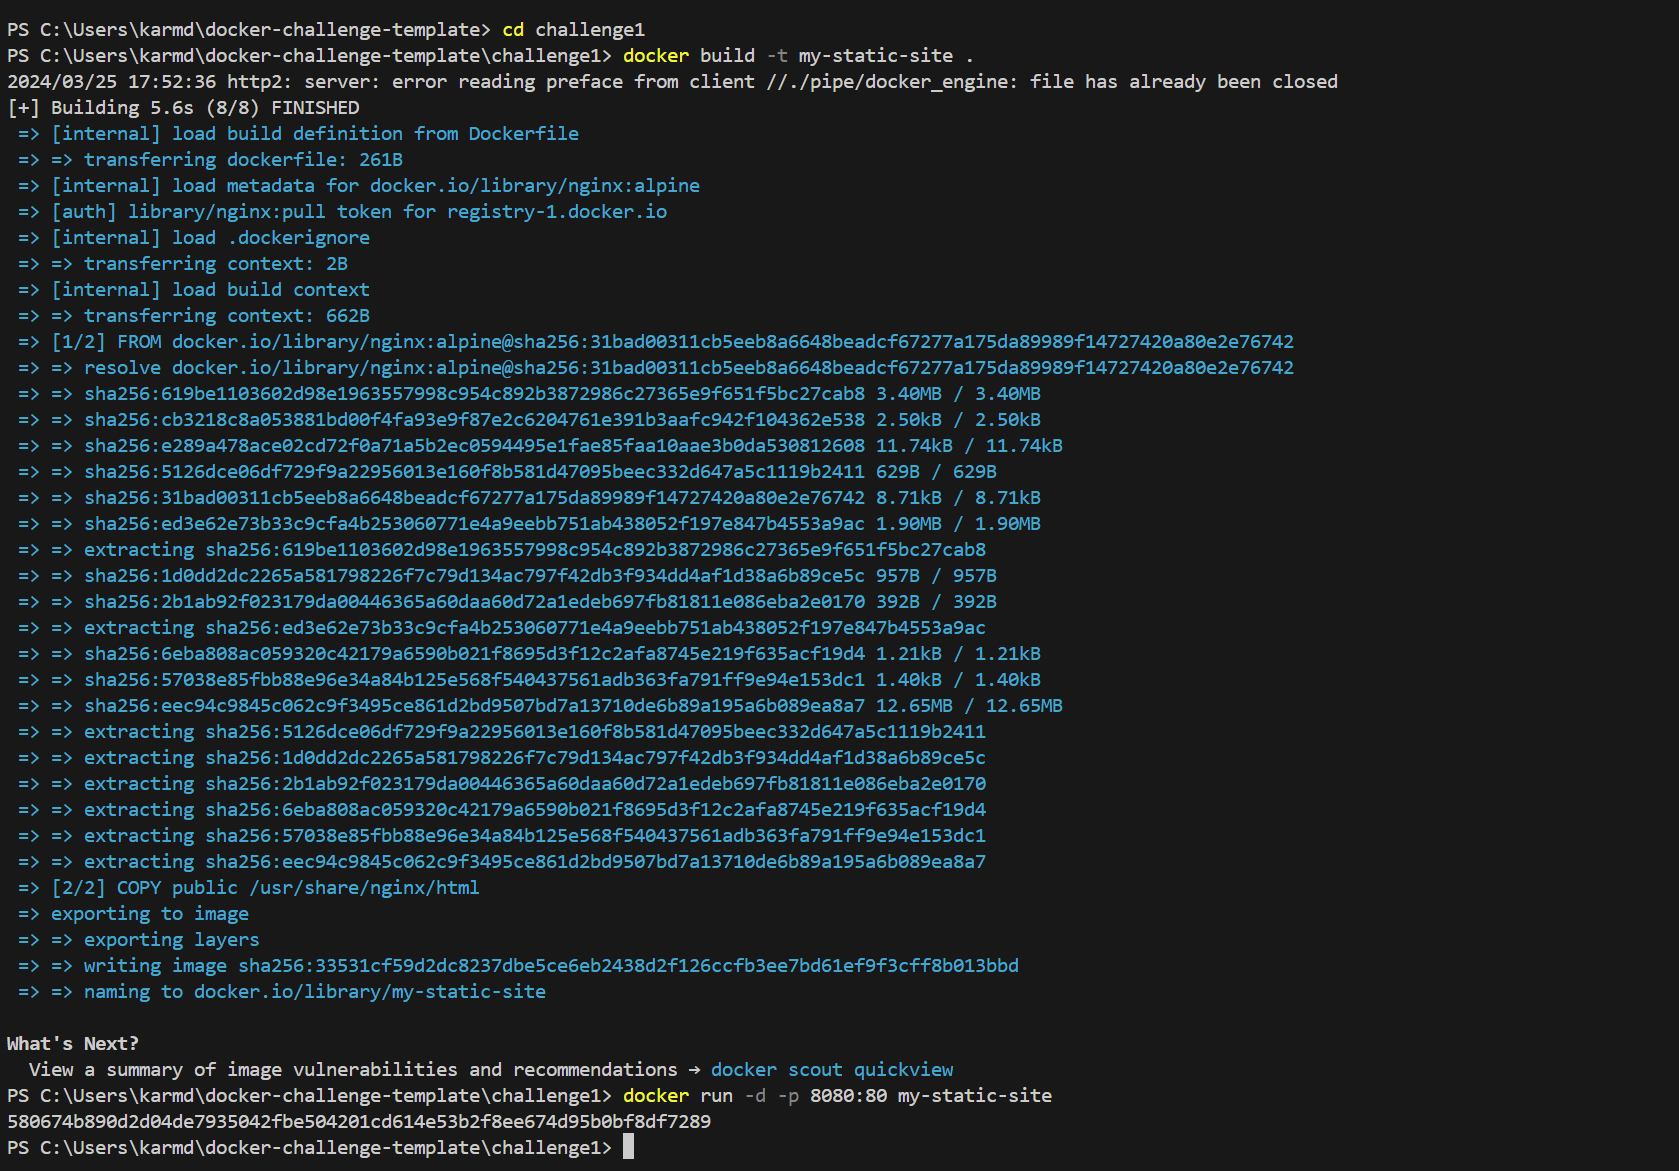 PS C:\Users\karmd\docker-challenge-template> cd challenge1
PS C:\Users\karmd\docker-challenge-template\challenge1> docker build -t my-static-site .
2024/03/25 17:52:36 http2: server: error reading preface from client //./pipe/docker_engine: file has already been closed
[+] Building 5.6s (8/8) FINISHED
=> [internal] load build definition from Dockerfile
=> => transferring dockerfile: 261B
=> [internal] load metadata for docker.io/library/nginx:alpine
=> [auth] library/nginx:pull token for registry-1.docker.io
=> [internal] load .dockerignore
=> => transferring context: 2B
=> [internal] load build context
=> => transferring context: 662B
=> [1/2] FROM docker.io/library/nginx:alpine@sha256:31bad00311cb5eeb8a6648beadcf67277a175da89989f14727420a80e2e76742
=> => resolve docker.io/library/nginx:alpine@sha256:31bad00311cb5eeb8a6648beadcf67277a175da89989f14727420a80e2e76742
=> => sha256:619be1103602d98e1963557998c954c892b3872986c27365e9f651f5bc27cab8 3.40MB / 3.40MB
=> => sha256:cb3218c8a053881bd00f4fa93e9f87e2c6204761e391b3aafc942f104362e538 2.50kB / 2.50kB
=> => sha256:e289a478ace02cd72f0a71a5b2ec0594495e1fae85faa10aae3b0da530812608 11.74kB / 11.74kB
=> => sha256:5126dce06df729f9a22956013e160f8b581d47095beec332d647a5c1119b2411 629B / 629B
=> => sha256:31bad00311cb5eeb8a6648beadcf67277a175da89989f14727420a80e2e76742 8.71kB / 8.71kB
=> => sha256:ed3e62e73b33c9cfa4b253060771e4a9eebb751ab438052f197e847b4553a9ac 1.90MB / 1.90MB
=> => extracting sha256:619be1103602d98e1963557998c954c892b3872986c27365e9f651f5bc27cab8
=> => sha256:1d0dd2dc2265a581798226f7c79d134ac797f42db3f934dd4af1d38a6b89ce5c 957B / 957B
=> => sha256:2b1ab92f023179da00446365a60daa60d72a1edeb697fb81811e086eba2e0170 392B / 392B
=> => extracting sha256:ed3e62e73b33c9cfa4b253060771e4a9eebb751ab438052f197e847b4553a9ac
=> => sha256:6eba808ac059320c42179a6590b021f8695d3f12c2afa8745e219f635acf19d4 1.21kB / 1.21kB
=> => sha256:57038e85fbb88e96e34a84b125e568f540437561adb363fa791ff9e94e153dc1 1.40kB / 1.40kB
=> => sha256:eec94c9845c062c9f3495ce861d2bd9507bd7a13710de6b89a195a6b089ea8a7 12.65MB / 12.65MB
=> => extracting sha256:5126dce06df729f9a22956013e160f8b581d47095beec332d647a5c1119b2411
=> => extracting sha256:1d0dd2dc2265a581798226f7c79d134ac797f42db3f934dd4af1d38a6b89ce5c
=> => extracting sha256:2b1ab92f023179da00446365a60daa60d72a1edeb697fb81811e086eba2e0170
=> => extracting sha256:6eba808ac059320c42179a6590b021f8695d3f12c2afa8745e219f635acf19d4
=> => extracting sha256:57038e85fbb88e96e34a84b125e568f540437561adb363fa791ff9e94e153dc1
=> => extracting sha256:eec94c9845c062c9f3495ce861d2bd9507bd7a13710de6b89a195a6b089ea8a7
=> [2/2] COPY public /usr/share/nginx/html
=> exporting to image
=> => exporting layers
=> => writing image sha256:33531cf59d2dc8237dbe5ce6eb2438d2f126ccfb3ee7bd61ef9f3cff8b013bbd
=> => naming to docker.io/library/my-static-site
What's Next?
View a summary of image vulnerabilities and recommendations → docker scout quickview
PS C:\Users\karmd\docker-challenge-template\challenge1> docker run -d -p 8080:80 my-static-site
580674b890d2d04de7935042fbe504201cd614e53b2f8ee674d95b0bf8df7289
PS C:\Users\karmd\docker-challenge-template\challenge1>